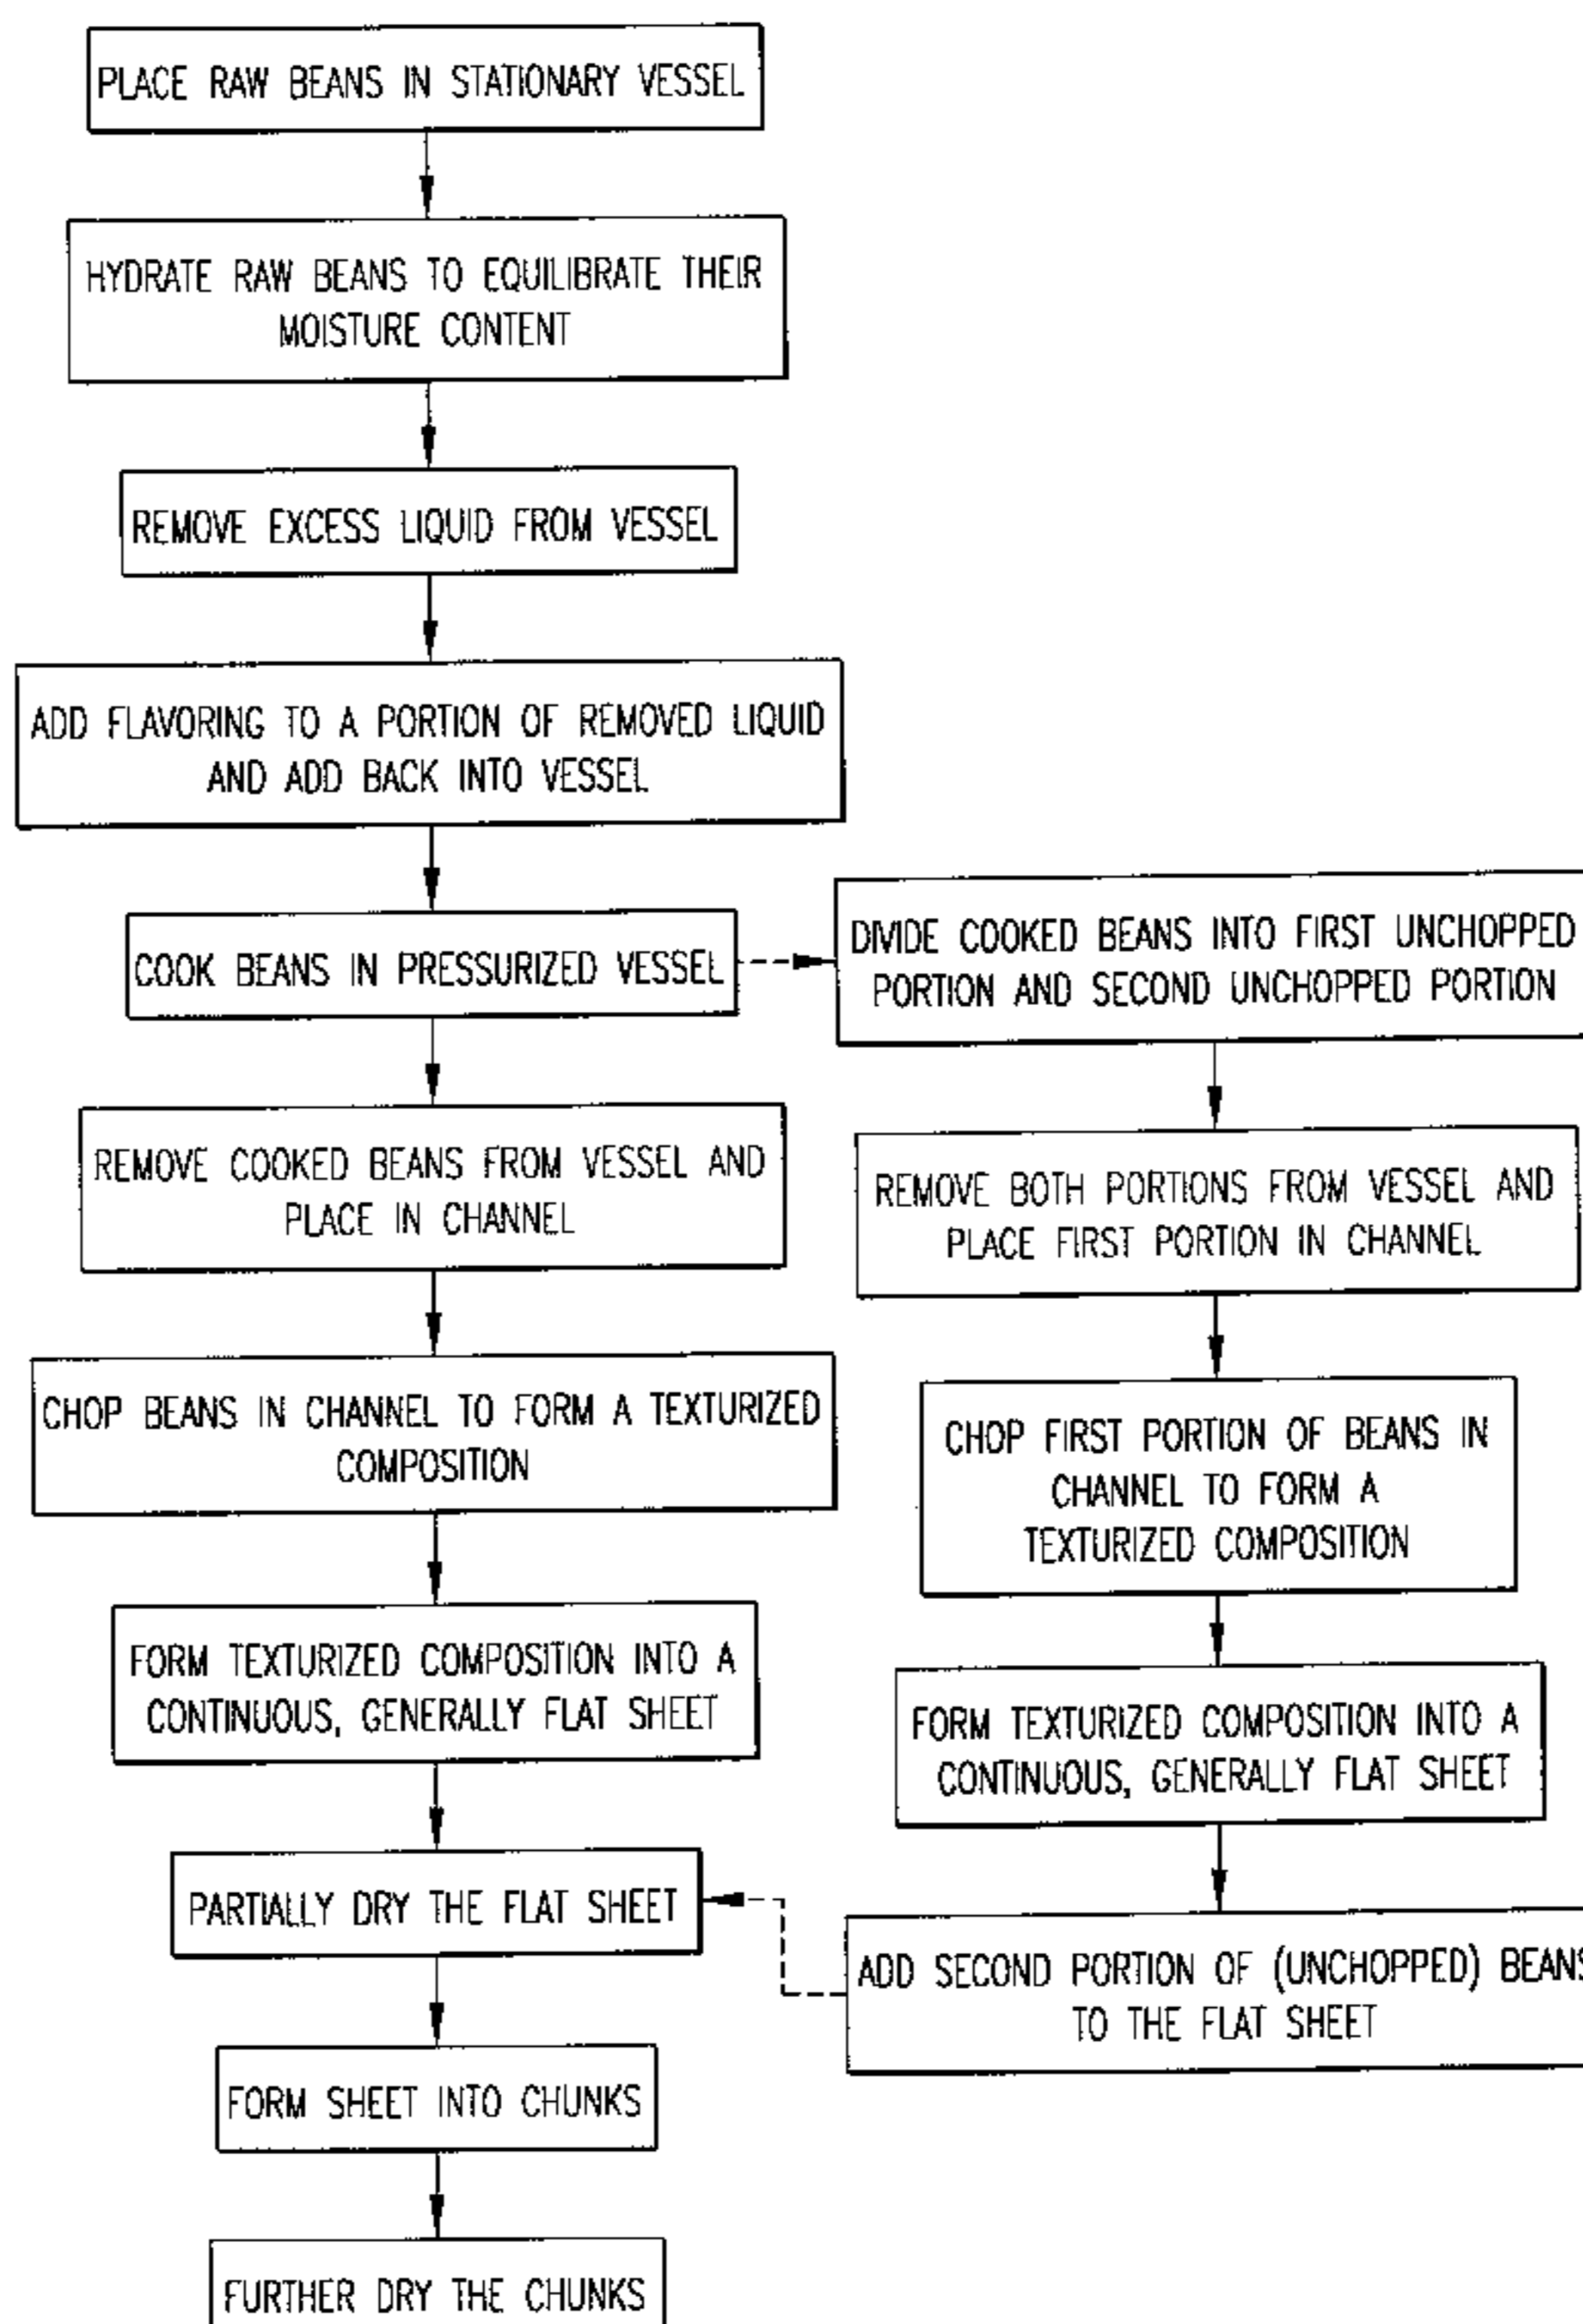 PLACE RAW BEANS IN STATIONARY VESSEL
HYDRATE RAW BEANS TO EQUILIBRATE THEIR
MOISTURE CONTENT
REMOVE EXCESS LIQUID FROM VESSEL
ADD FLAVORING TO A PORTION OF REMOVED LIQUID
AND ADD BACK INTO VESSEL
COOK BEANS IN PRESSURIZED VESSEL
REMOVE COOKED BEANS FROM VESSEL AND
PLACE IN CHANNEL
CHOP BEANS IN CHANNEL TO FORM A TEXTURIZED
COMPOSITION
FORM TEXTURIZED COMPOSITION INTO A
CONTINUOUS, GENERALLY FLAT SHEET
PARTIALLY DRY THE FLAT SHEET
FORM SHEET INTO CHUNKS
FURTHER DRY THE CHUNKS
DIVIDE COOKED BEANS INTO FIRST UNCHOPPED
PORTION AND SECOND UNCHOPPED PORTION
REMOVE BOTH PORTIONS FROM VESSEL AND
PLACE FIRST PORTION IN CHANNEL
CHOP FIRST PORTION OF BEANS IN
CHANNEL TO FORM A
TEXTURIZED COMPOSITION
FORM TEXTURIZED COMPOSITION INTO A
CONTINUOUS, GENERALLY FLAT SHEET
ADD SECOND PORTION OF (UNCHOPPED) BEANS
TO THE FLAT SHEET